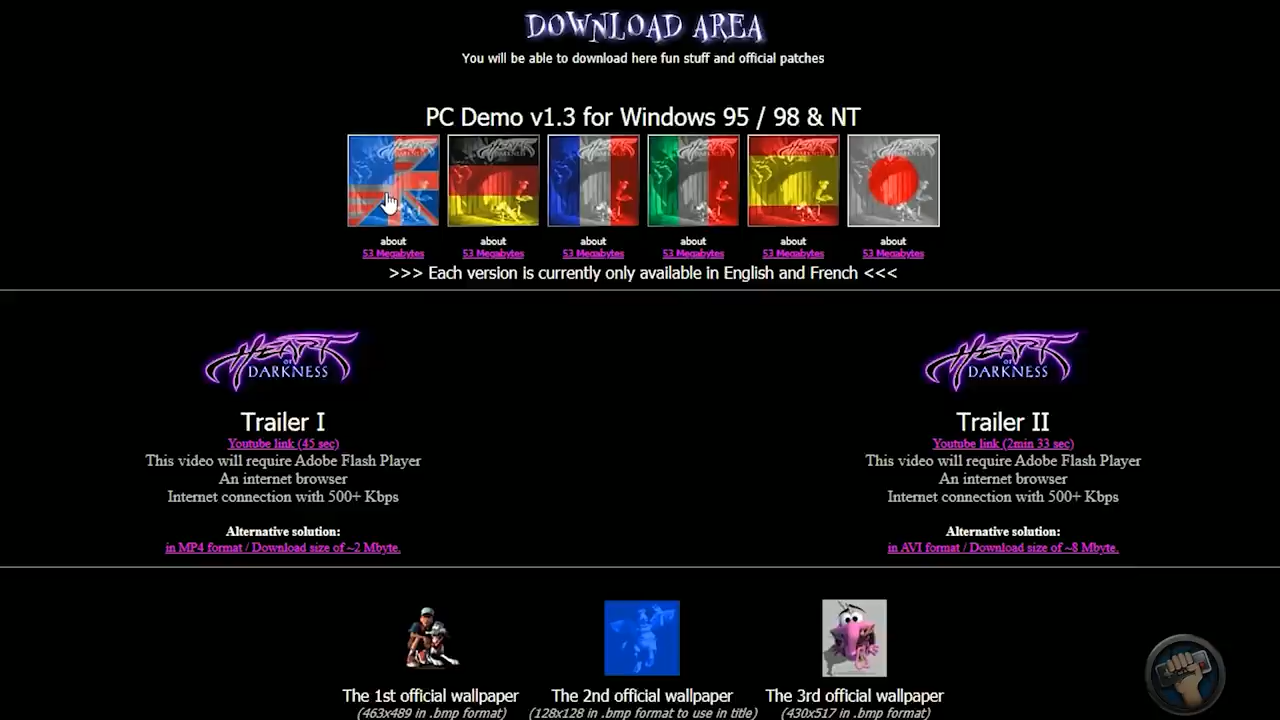 DOWNLOAD AREA
You will be able to download here fun stuff and official patches
PC Demo v1.3 for Windows 95 / 98 & NT
about about about about about about
53 Megabytes 53 Megabytes 53 Megabytes 53 Megabytes 53 Megabytes 53 Megabytes
>>> Each version is currently only available in English and French <<<
HEART OF DARKNESS
Trailer I
Youtube link (45 sec)
This video will require Adobe Flash Player
An internet browser
Internet connection with 500+ Kbps
Alternative solution:
in MP4 format / Download size of ~2 Mbyte.
HEART OF DARKNESS
Trailer II
Youtube link (2min 33 sec)
This video will require Adobe Flash Player
An internet browser
Internet connection with 500+ Kbps
Alternative solution:
in AVI format / Download size of ~8 Mbyte.
The 1st official wallpaper
(463x489 in .bmp format)
The 2nd official wallpaper
(128x128 in .bmp format to use in title)
The 3rd official wallpaper
(430x517 in .bmp format)